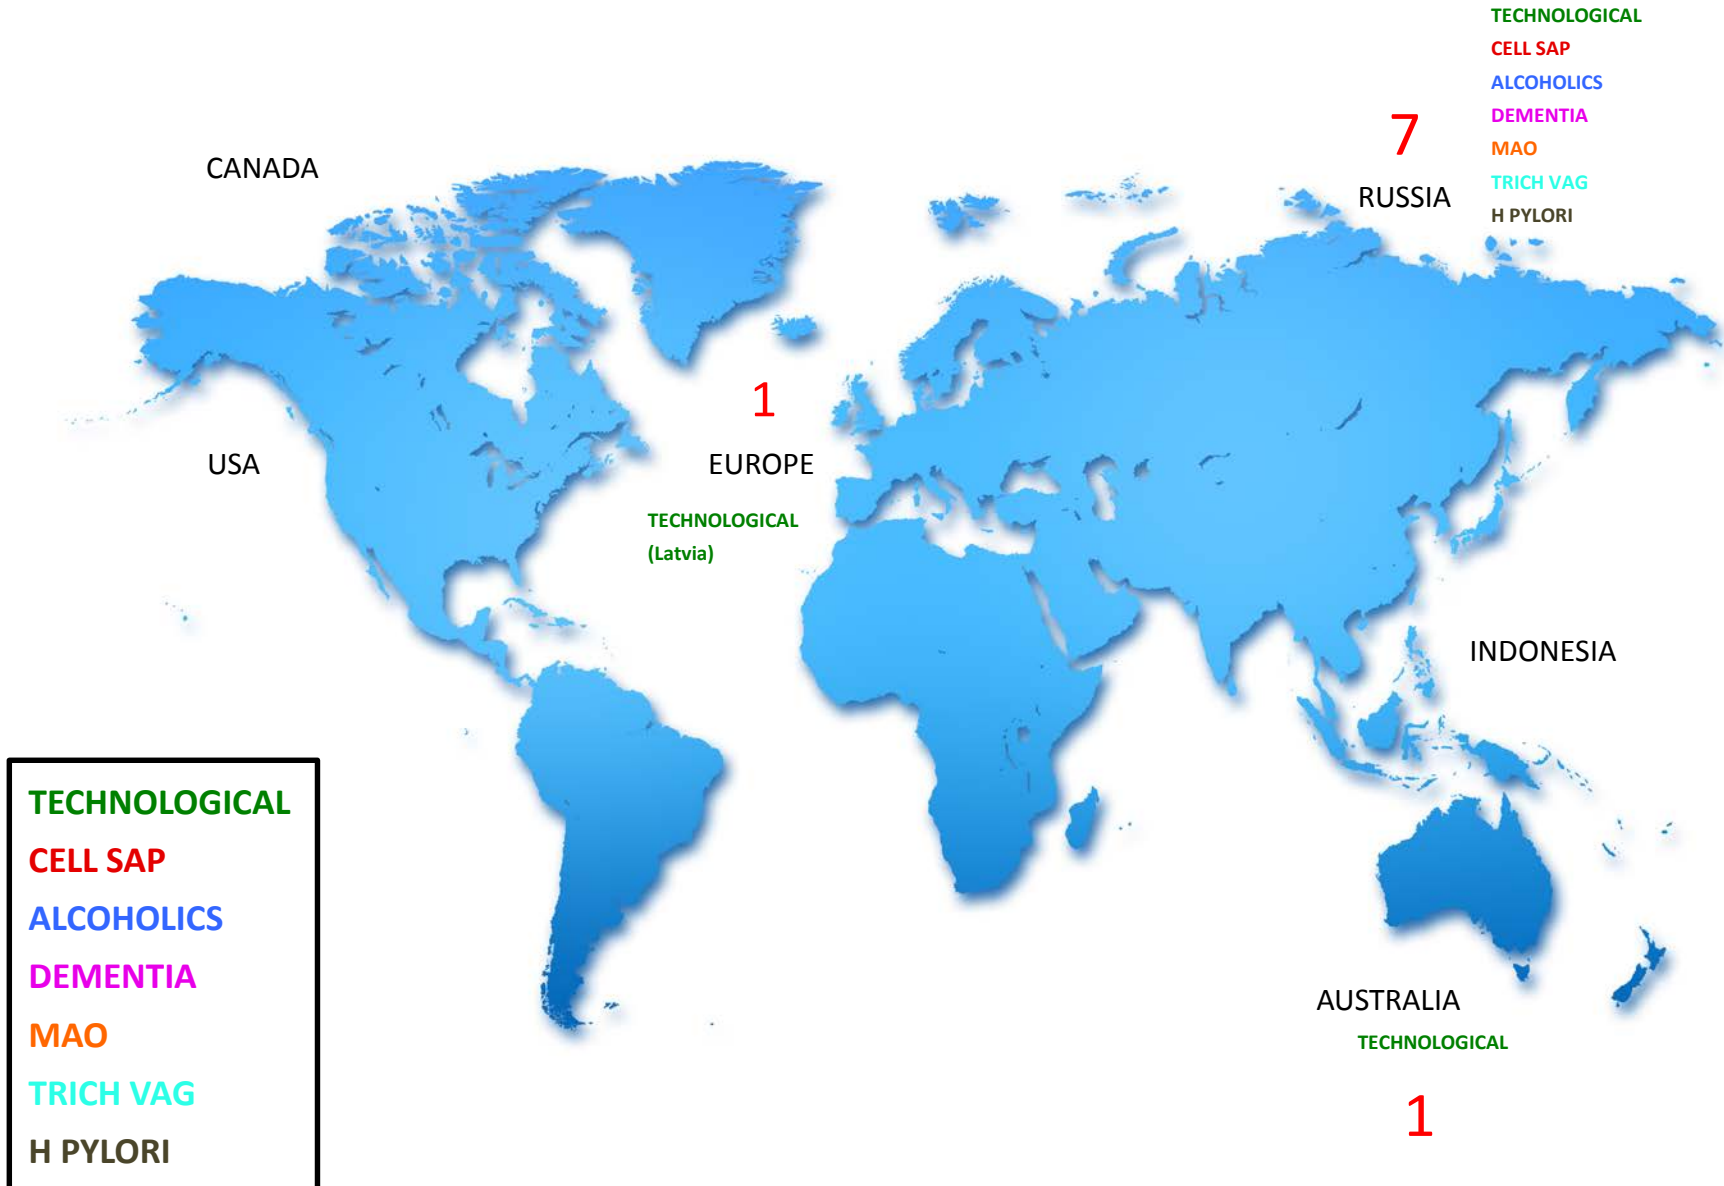 TECHNOLOGICAL
CELL SAP
ALCOHOLICS
DEMENTIA
MAO
TRICH VAG
H PYLORI
7
RUSSIA
CANADA
1
EUROPE
TECHNOLOGICAL
(Latvia)
USA
INDONESIA
AUSTRALIA
TECHNOLOGICAL
1
TECHNOLOGICAL
CELL SAP
ALCOHOLICS
DEMENTIA
MAO
TRICH VAG
H PYLORI